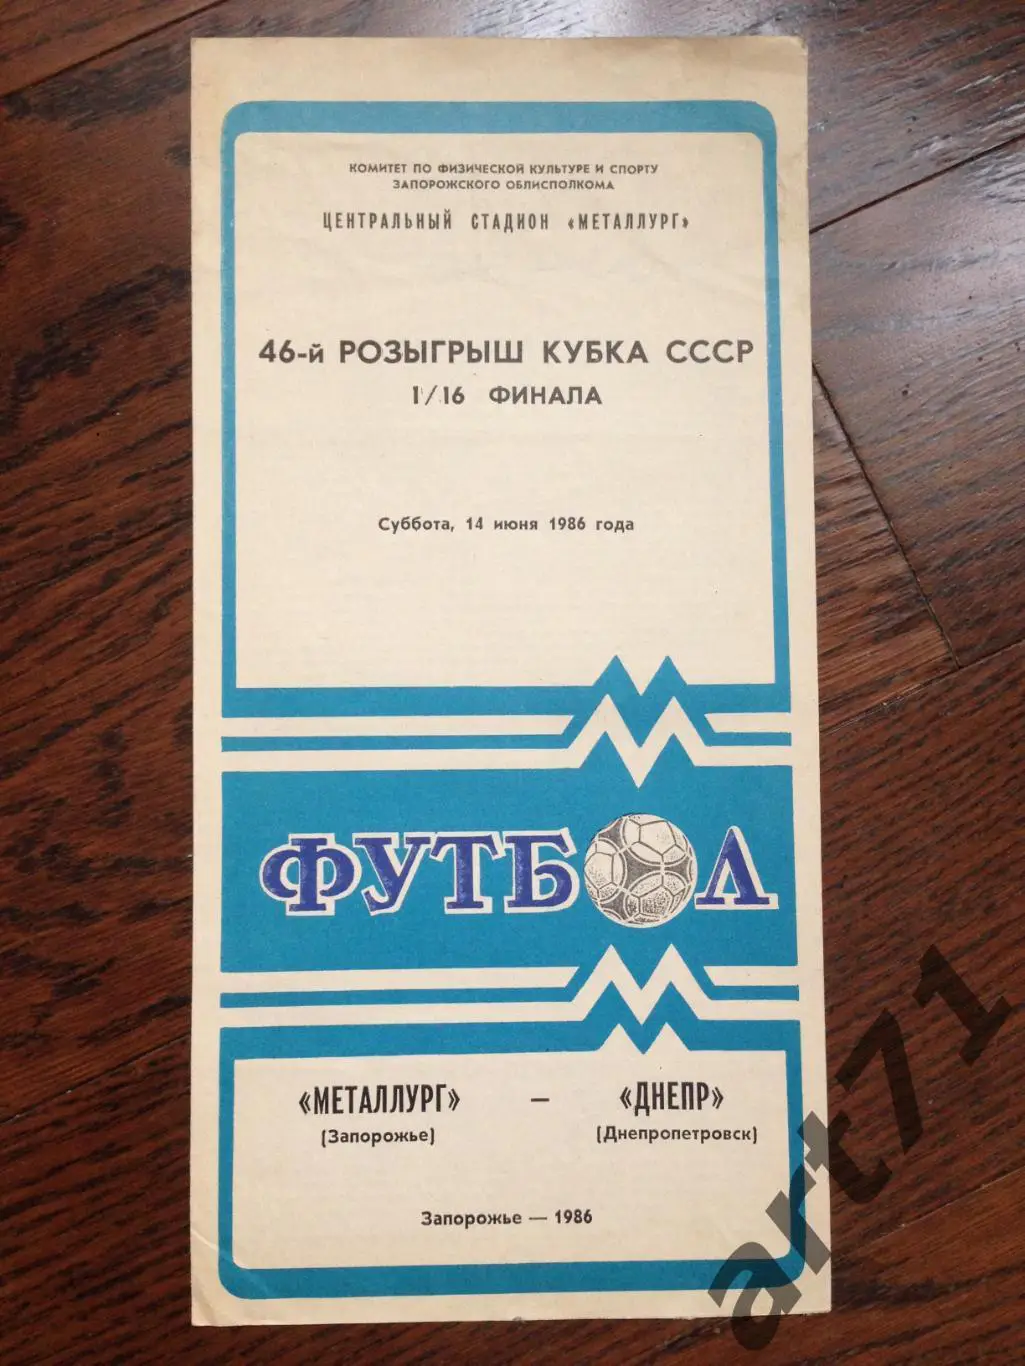 КОМИТЕТ ПО ФИЗИЧЕСКОЙ КУЛЬТУРЕ И СПОРТУ
ЗАПОРОЖСКОГО ОБЛИСПОЛКОМА
ЦЕНТРАЛЬНЫЙ СТАДИОН «МЕТАЛЛУРГ»
46-й РОЗЫГРЫШ КУБКА СССР
1/16 ФИНАЛА
Суббота, 14 июня 1986 года
ФУТБОЛ
«МЕТАЛЛУРГ» – «ДНЕПР»
(Запорожье) (Днепропетровск)
Запорожье — 1986
art71